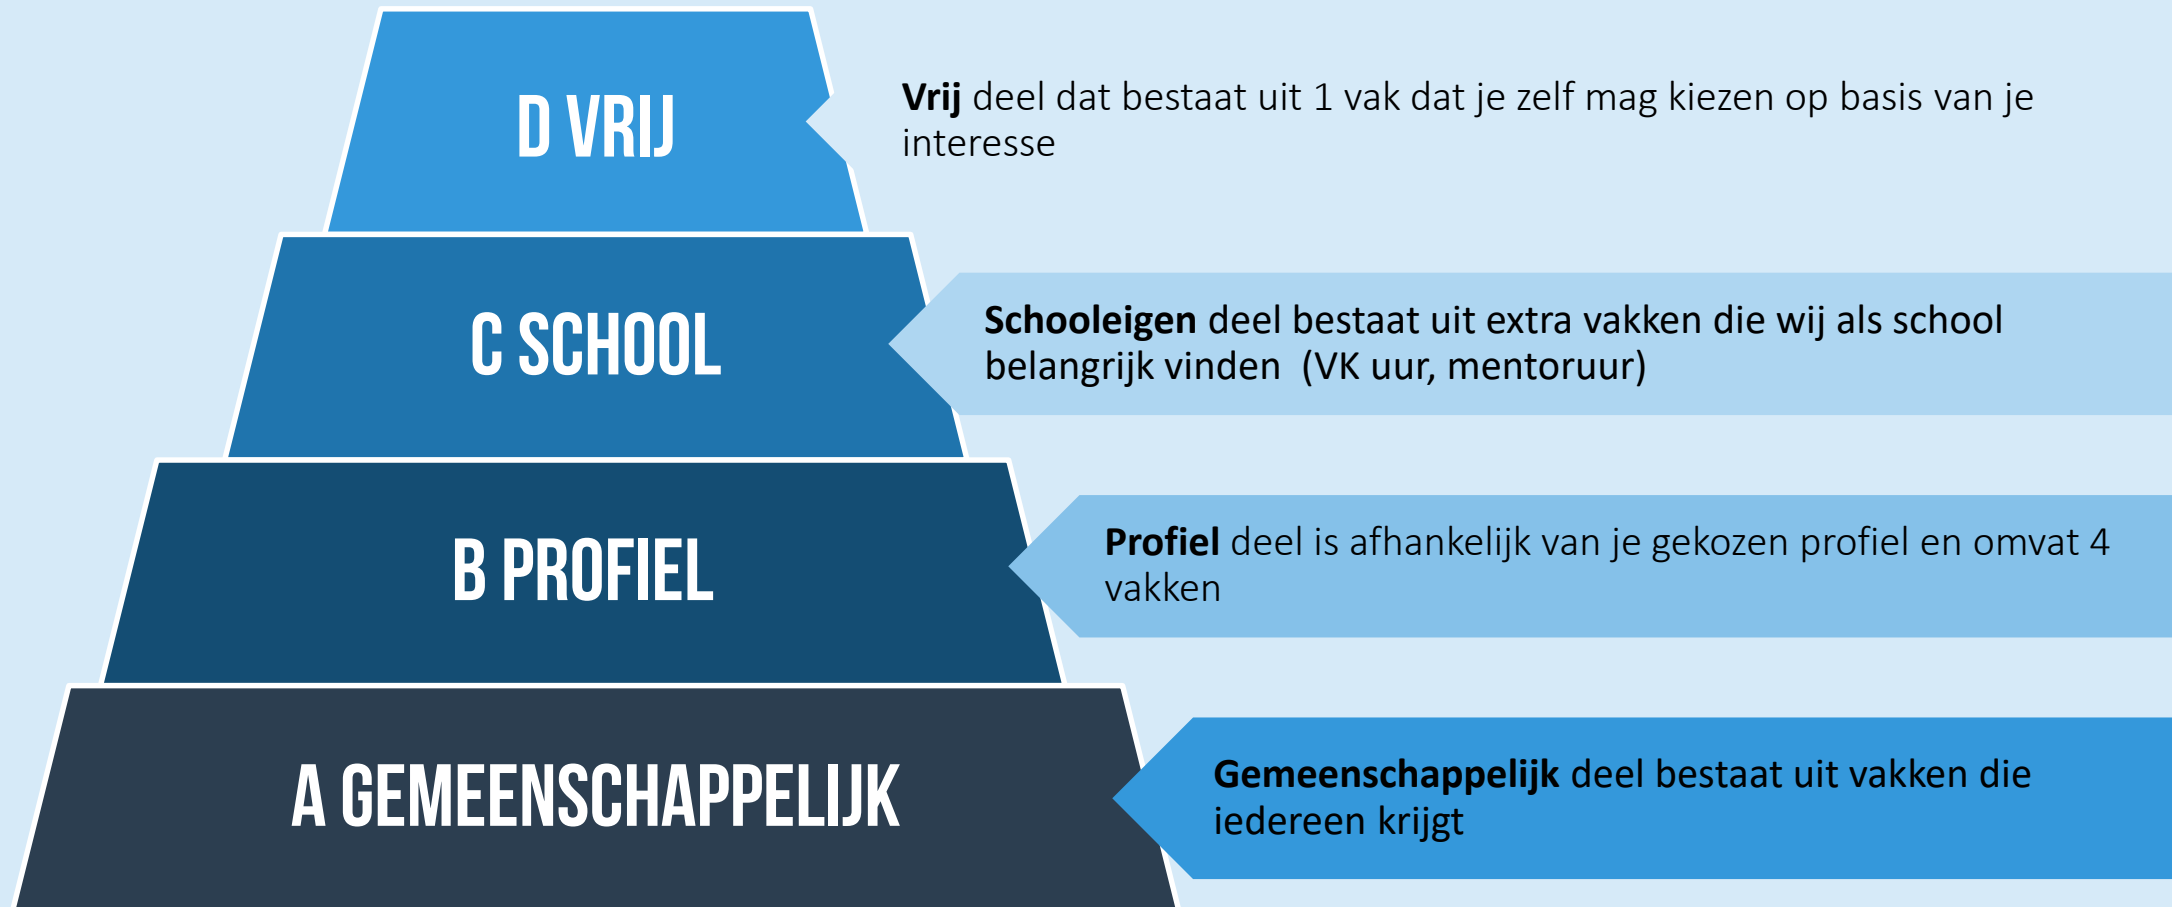 D VRIJ
Vrij deel dat bestaat uit 1 vak dat je zelf mag kiezen op basis van je
interesse
C SCHOOL
Schooleigen deel bestaat uit extra vakken die wij als school
belangrijk vinden (VK uur, mentoruur)
B PROFIEL
Profiel deel is afhankelijk van je gekozen profiel en omvat 4
vakken
A GEMEENSCHAPPELIJK
Gemeenschappelijk deel bestaat uit vakken die
iedereen krijgt